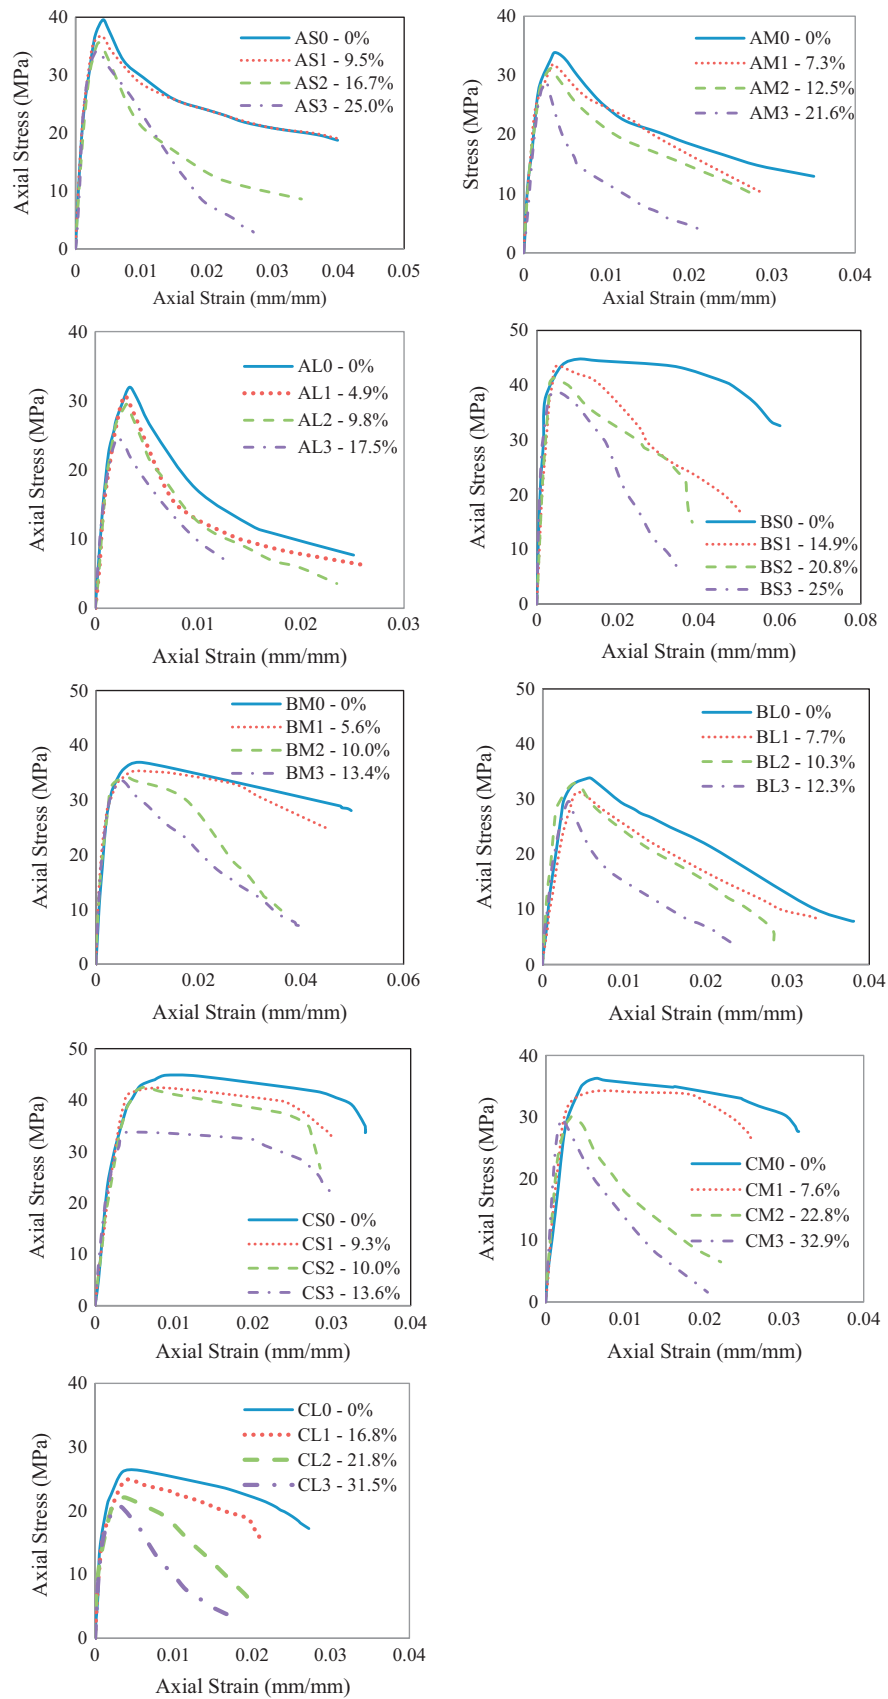 40
30
20
10
0
0
0.01
0.02
0.03
0.04
0.05
Axial Stress (MPa)
Axial Strain (mm/mm)
AS0 - 0%
AS1 - 9.5%
AS2 - 16.7%
AS3 - 25.0%
40
30
20
10
0
0
0.01
0.02
0.03
0.04
Stress (MPa)
Axial Strain (mm/mm)
AM0 - 0%
AM1 - 7.3%
AM2 - 12.5%
AM3 - 21.6%
40
30
20
10
0
0
0.01
0.02
0.03
Axial Stress (MPa)
Axial Strain (mm/mm)
AL0 - 0%
AL1 - 4.9%
AL2 - 9.8%
AL3 - 17.5%
50
40
30
20
10
0
0
0.02
0.04
0.06
0.08
Axial Stress (MPa)
Axial Strain (mm/mm)
BS0 - 0%
BS1 - 14.9%
BS2 - 20.8%
BS3 - 25%
50
40
30
20
10
0
0
0.02
0.04
0.06
Axial Stress (MPa)
Axial Strain (mm/mm)
BM0 - 0%
BM1 - 5.6%
BM2 - 10.0%
BM3 - 13.4%
50
40
30
20
10
0
0
0.01
0.02
0.03
0.04
Axial Stress (MPa)
Axial Strain (mm/mm)
BL0 - 0%
BL1 - 7.7%
BL2 - 10.3%
BL3 - 12.3%
50
40
30
20
10
0
0
0.01
0.02
0.03
0.04
Axial Stress (MPa)
Axial Strain (mm/mm)
CS0 - 0%
CS1 - 9.3%
CS2 - 10.0%
CS3 - 13.6%
40
30
20
10
0
0
0.01
0.02
0.03
0.04
Axial Stress (MPa)
Axial Strain (mm/mm)
CM0 - 0%
CM1 - 7.6%
CM2 - 22.8%
CM3 - 32.9%
40
30
20
10
0
0
0.01
0.02
0.03
0.04
Axial Stress (MPa)
Axial Strain (mm/mm)
CL0 - 0%
CL1 - 16.8%
CL2 - 21.8%
CL3 - 31.5%